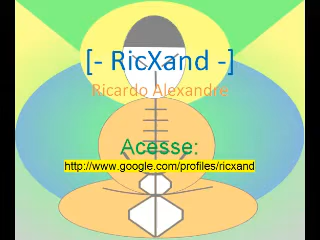 [- RicXand -]
Ricardo Alexandre
Acesse:
http://www.google.com/profiles/ricxand